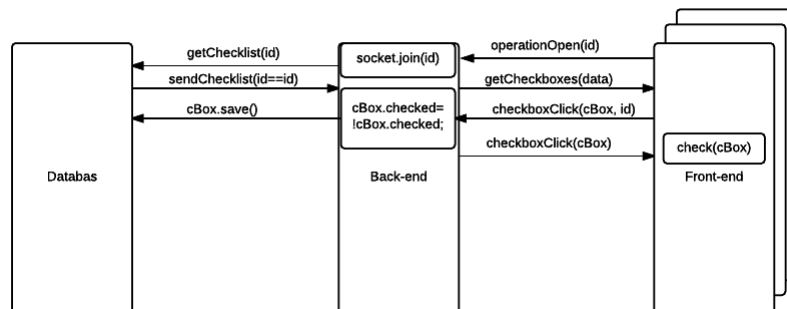 getChecklist(id)
socket.join(id)
operationOpen(id)
sendChecklist(id==id)
getCheckboxes(data)
cBox.save()
cBox.checked=
!cBox.checked;
checkboxClick(cBox, id)
checkboxClick(cBox)
check(cBox)
Databas
Back-end
Front-end